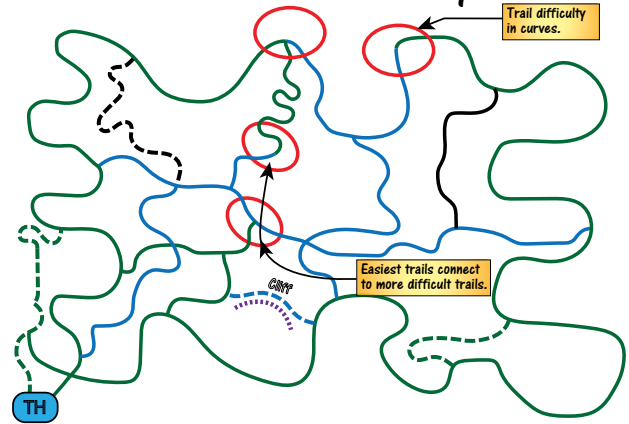 Trail difficulty
in curves.
Cliff
Easiest trails connect
to more difficult trails.
TH